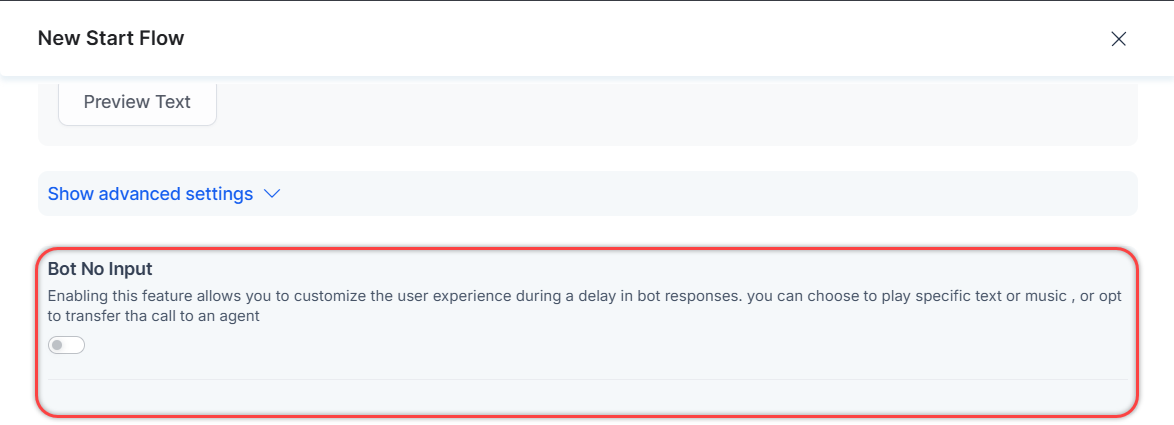 New Start Flow
Preview Text
Show advanced settings
Bot No Input
Enabling this feature allows you to customize the user experience during a delay in bot responses. you can choose to play specific text or music , or opt
to transfer tha call to an agent